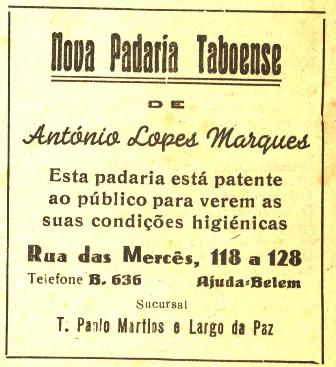 Nova Padaria Taboense
DE
António Lopes Marques
Esta padaria está patente
ao público para verem as
suas condições higiénicas
Rua das Mercês, 118 a 128
Telefone B. 636 Ajuda-Belem
Sucursal
T. Paulo Martins e Largo da Paz